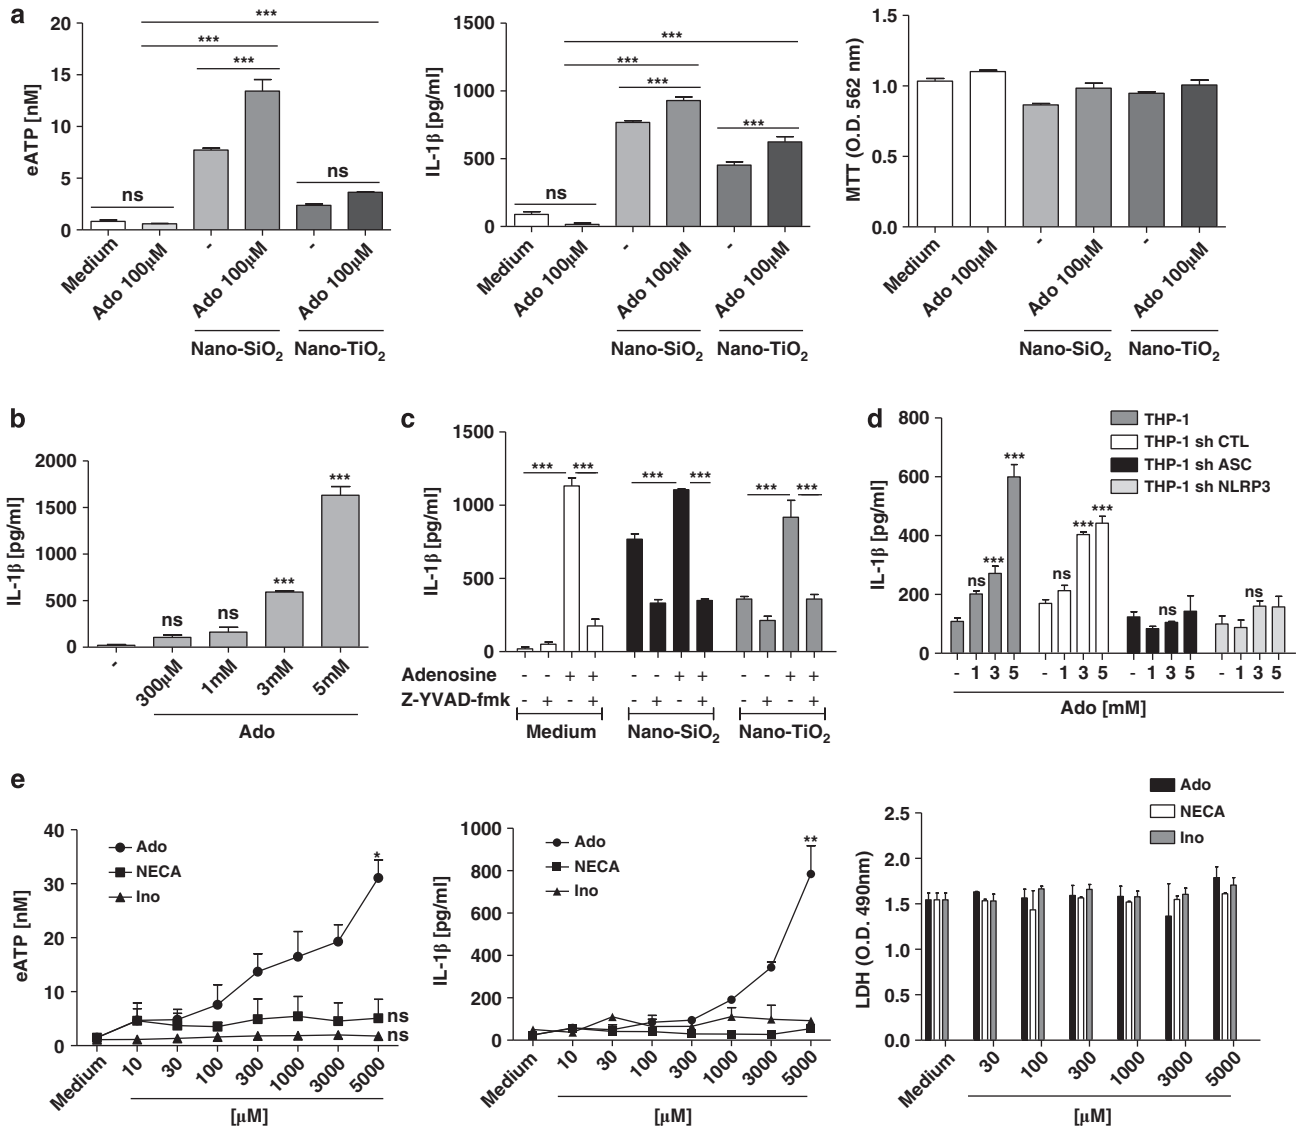 a
eATP [nM]
20
15
10
5
0
ns
***
***
***
ns
Medium
Ado 100µM
-
Ado 100µM
-
Ado 100µM
Nano-SiO₂
Nano-TiO₂
IL-1β [pg/ml]
1500
1000
500
0
ns
***
***
***
***
Medium
Ado 100µM
-
Ado 100µM
-
Ado 100µM
Nano-SiO₂
Nano-TiO₂
MTT (O.D. 562 nm)
1.5
1.0
0.5
0.0
Medium
Ado 100µM
-
Ado 100µM
-
Ado 100µM
Nano-SiO₂
Nano-TiO₂
b
IL-1β [pg/ml]
2000
1500
1000
500
0
ns
ns
***
***
-
300µM
1mM
3mM
5mM
Ado
c
IL-1β [pg/ml]
1500
1000
500
0
*** ***
*** ***
*** ***
Adenosine - - + + - - + + - - + +
Z-YVAD-fmk - + - + - + - + - + - +
Medium
Nano-SiO₂
Nano-TiO₂
d
THP-1
THP-1 sh CTL
THP-1 sh ASC
THP-1 sh NLRP3
IL-1β [pg/ml]
800
600
400
200
0
ns
***
***
ns
***
***
ns
ns
- 1 3 5 - 1 3 5 - 1 3 5 - 1 3 5
Ado [mM]
e
eATP [nM]
40
30
20
10
0
Ado
NECA
Ino
*
ns
ns
Medium
10
30
100
300
1000
3000
5000
[µM]
IL-1β [pg/ml]
1000
800
600
400
200
0
Ado
NECA
Ino
**
Medium
10
30
100
300
1000
3000
5000
[µM]
Ado
NECA
Ino
LDH (O.D. 490nm)
2.5
2.0
1.5
1.0
0.5
0.0
Medium
30
100
300
1000
3000
5000
[µM]